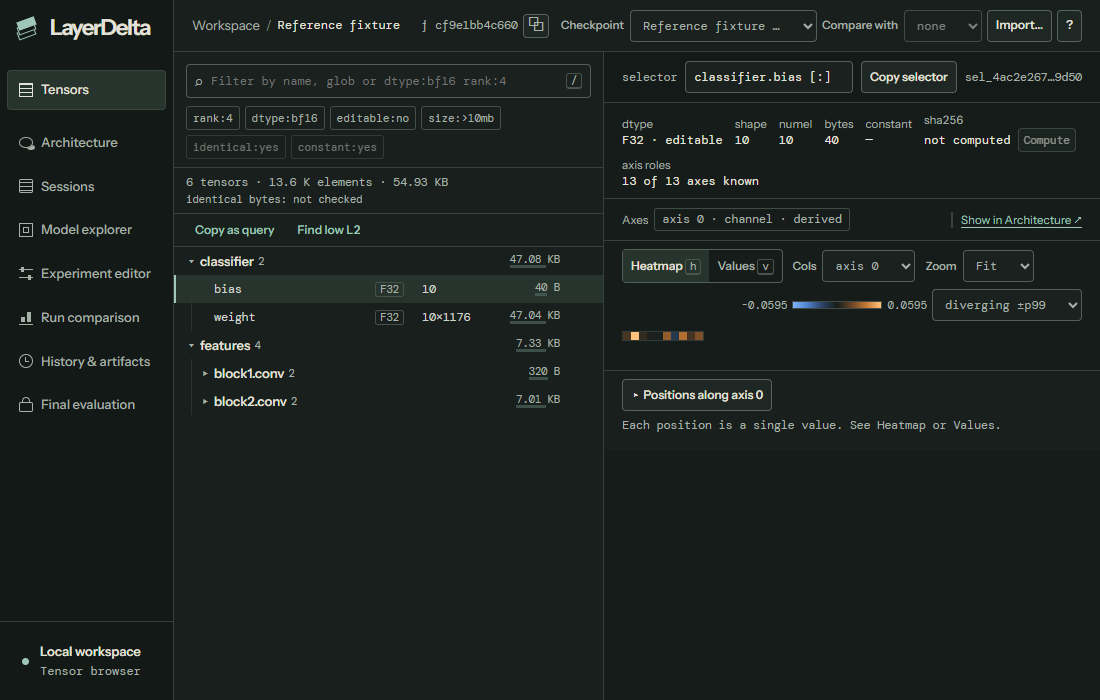 LayerDelta
Workspace / Reference fixture
ƒ cf9e1bb4c660
Checkpoint
Reference fixture …
Compare with
none
Import…
?
Tensors
Architecture
Sessions
Model explorer
Experiment editor
Run comparison
History & artifacts
Final evaluation
Local workspace
Tensor browser
Filter by name, glob or dtype:bf16 rank:4
/
rank:4 dtype:bf16 editable:no size:>10mb
identical:yes constant:yes
6 tensors · 13.6 K elements · 54.93 KB
identical bytes: not checked
Copy as query Find low L2
classifier 2 47.08 KB
bias F32 10 40 B
weight F32 10×1176 47.04 KB
features 4 7.33 KB
block1.conv 2 320 B
block2.conv 2 7.01 KB
selector classifier.bias [:] Copy selector sel_4ac2e267…9d50
dtype shape numel bytes constant sha256
F32 · editable 10 10 40 — not computed Compute
axis roles
13 of 13 axes known
Axes axis 0 · channel · derived Show in Architecture ↗
Heatmap h Values v Cols axis 0 Zoom Fit
-0.0595 0.0595 diverging ±p99
Positions along axis 0
Each position is a single value. See Heatmap or Values.